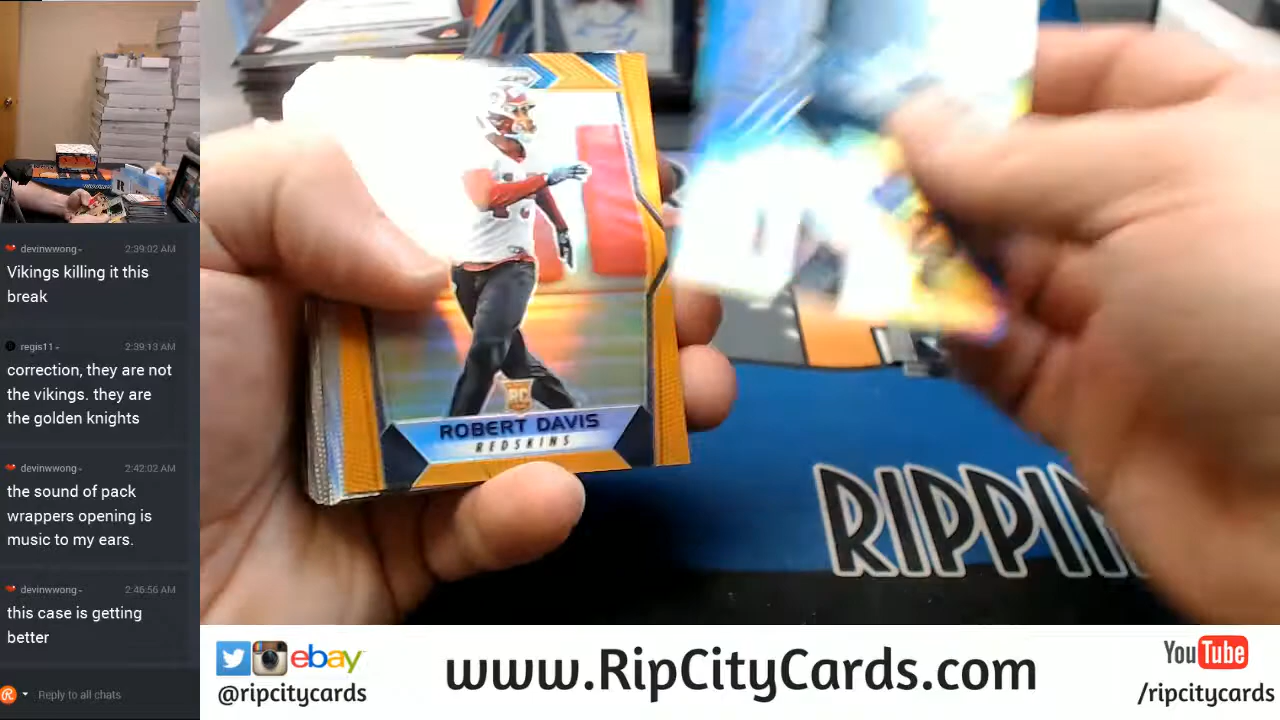 devinwwong
2:39:02 AM
Vikings killing it this
break
regis11
2:39:13 AM
correction, they are not
the vikings. they are
the golden knights
devinwwong
2:42:02 AM
the sound of pack
wrappers opening is
music to my ears.
devinwwong
2:46:56 AM
this case is getting
better
Reply to all chats
RC
ROBERT DAVIS
REDSKINS
RIPPIN
ebay
@ripcitycards
www.RipCityCards.com
YouTube
/ripcitycards